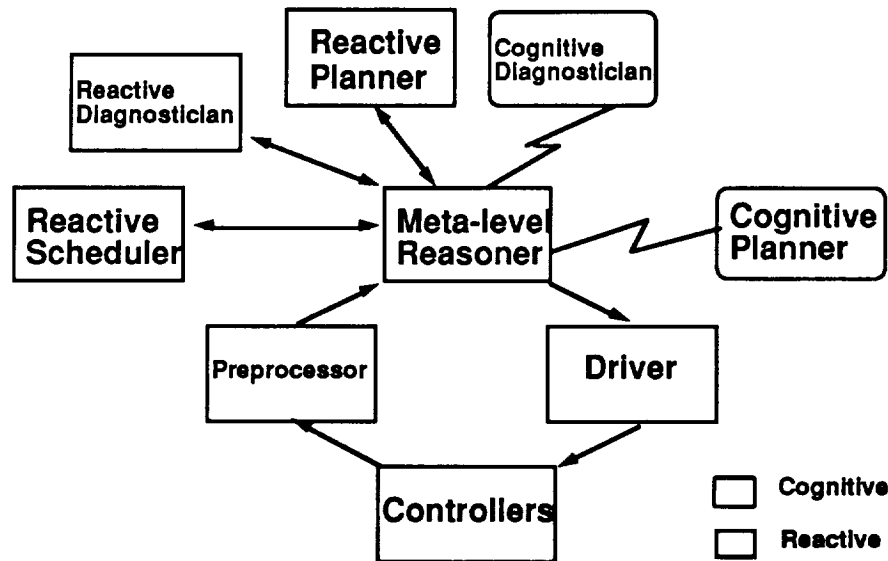 Reactive
Planner
Cognitive
Diagnostician
Reactive
Diagnostician
Reactive
Scheduler
Meta-level
Reasoner
Cognitive
Planner
Preprocessor
Driver
Controllers
Cognitive
Reactive